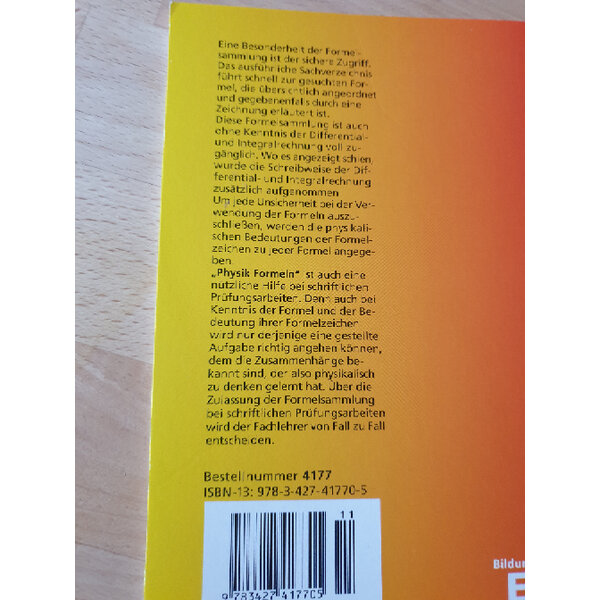 Eine Besonderheit der Formel-
sammlung ist der sichere Zugriff.
Das ausführliche Sachverzeichnis
führt schnell zur gesuchten For-
mel, die übersichtlich angeordnet
und gegebenenfalls durch eine
Zeichnung erläutert ist.
Diese Formelsammlung ist auch
ohne Kenntnis der Differential-
und Integralrechnung voll zu-
gänglich. Wo es angezeigt schien,
wurde die Schreibweise der Dif-
ferential- und Integralrechnung
zusätzlich aufgenommen
Um jede Unsicherheit bei der Ver-
wendung der Formeln auszu-
schließen, werden die physikali-
schen Bedeutungen der Formel-
zeichen zu jeder Formel angege-
ben.
„Physik Formeln“ ist auch eine
nützliche Hilfe bei schriftlichen
Prüfungsarbeiten. Denn auch bei
Kenntnis der Formel und der Be-
deutung ihrer Formelzeichen
wird nur derjenige eine gestellte
Aufgabe richtig angehen können,
dem die Zusammenhänge be-
kannt sind, der also physikalisch
zu denken gelernt hat. Über die
Zulassung der Formelsammlung
bei schriftlichen Prüfungsarbeiten
wird der Fachlehrer von Fall zu Fall
entscheiden.
Bestellnummer 4177
ISBN-13: 978-3-427-41770-5
11
9 783427 417705